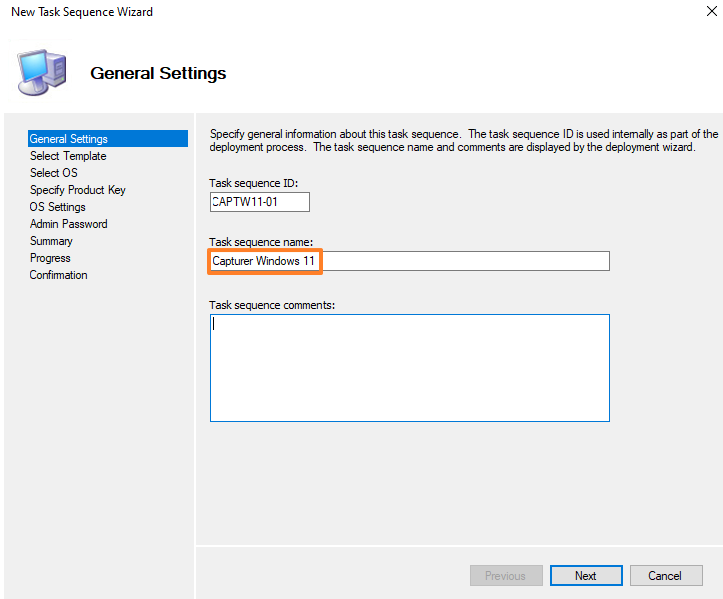 New Task Sequence Wizard
General Settings
General Settings
Select Template
Select OS
Specify Product Key
OS Settings
Admin Password
Summary
Progress
Confirmation
Specify general information about this task sequence.  The task sequence ID is used internally as part of the
deployment process.  The task sequence name and comments are displayed by the deployment wizard.
Task sequence ID:
CAPTW11-01
Task sequence name:
Capturer Windows 11
Task sequence comments:
Previous
Next
Cancel